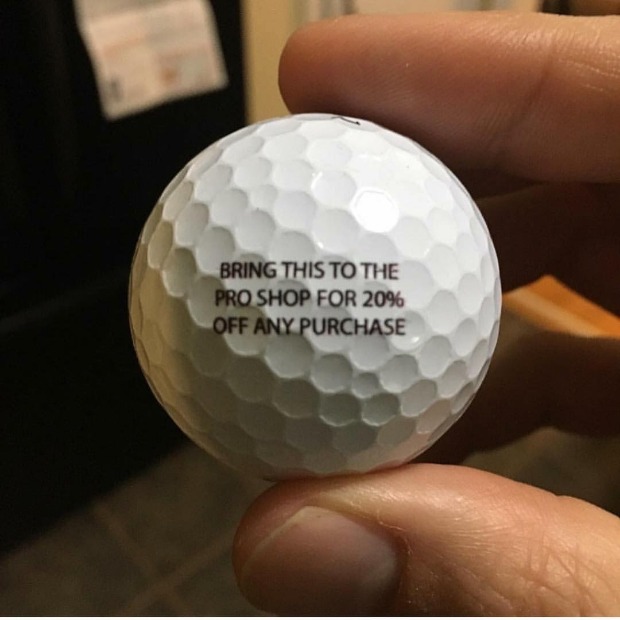 BRING THIS TO THE
PRO SHOP FOR 20%
OFF ANY PURCHASE